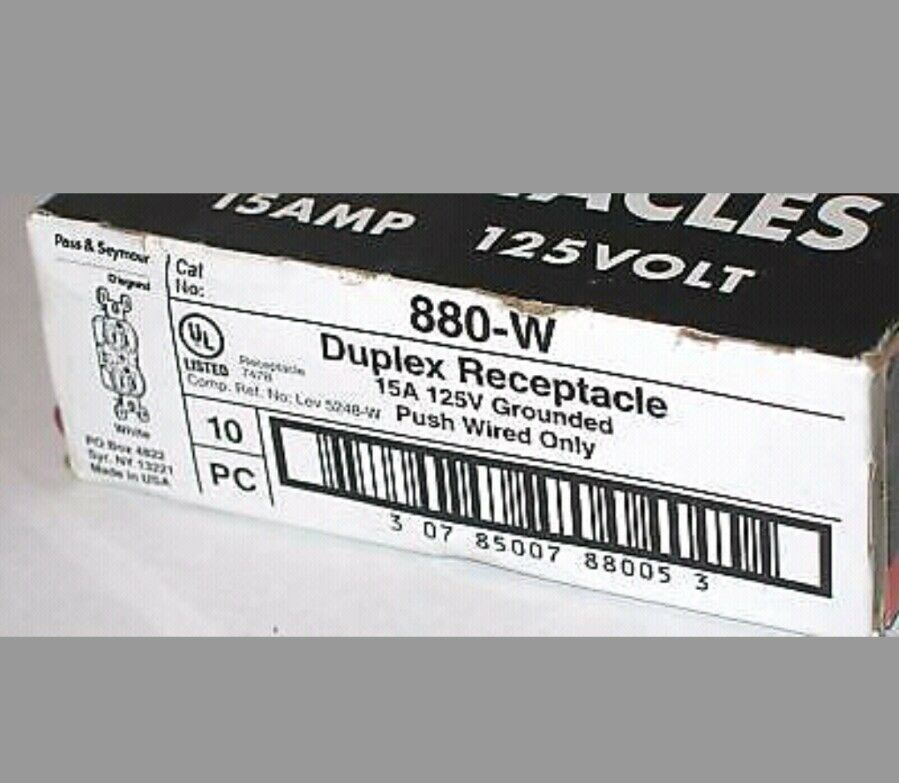 15AMP 125VOLT
Pass & Seymour
legrand
White
PO Box 4822
Syr. NY 13221
Made in USA
Cat
No:
880-W
Duplex Receptacle
15A 125V Grounded
Push Wired Only
UL
LISTED
Receptacle
Comp. Ref. No: Lev 5248-W
10
PC
3 07 85007 88005 3